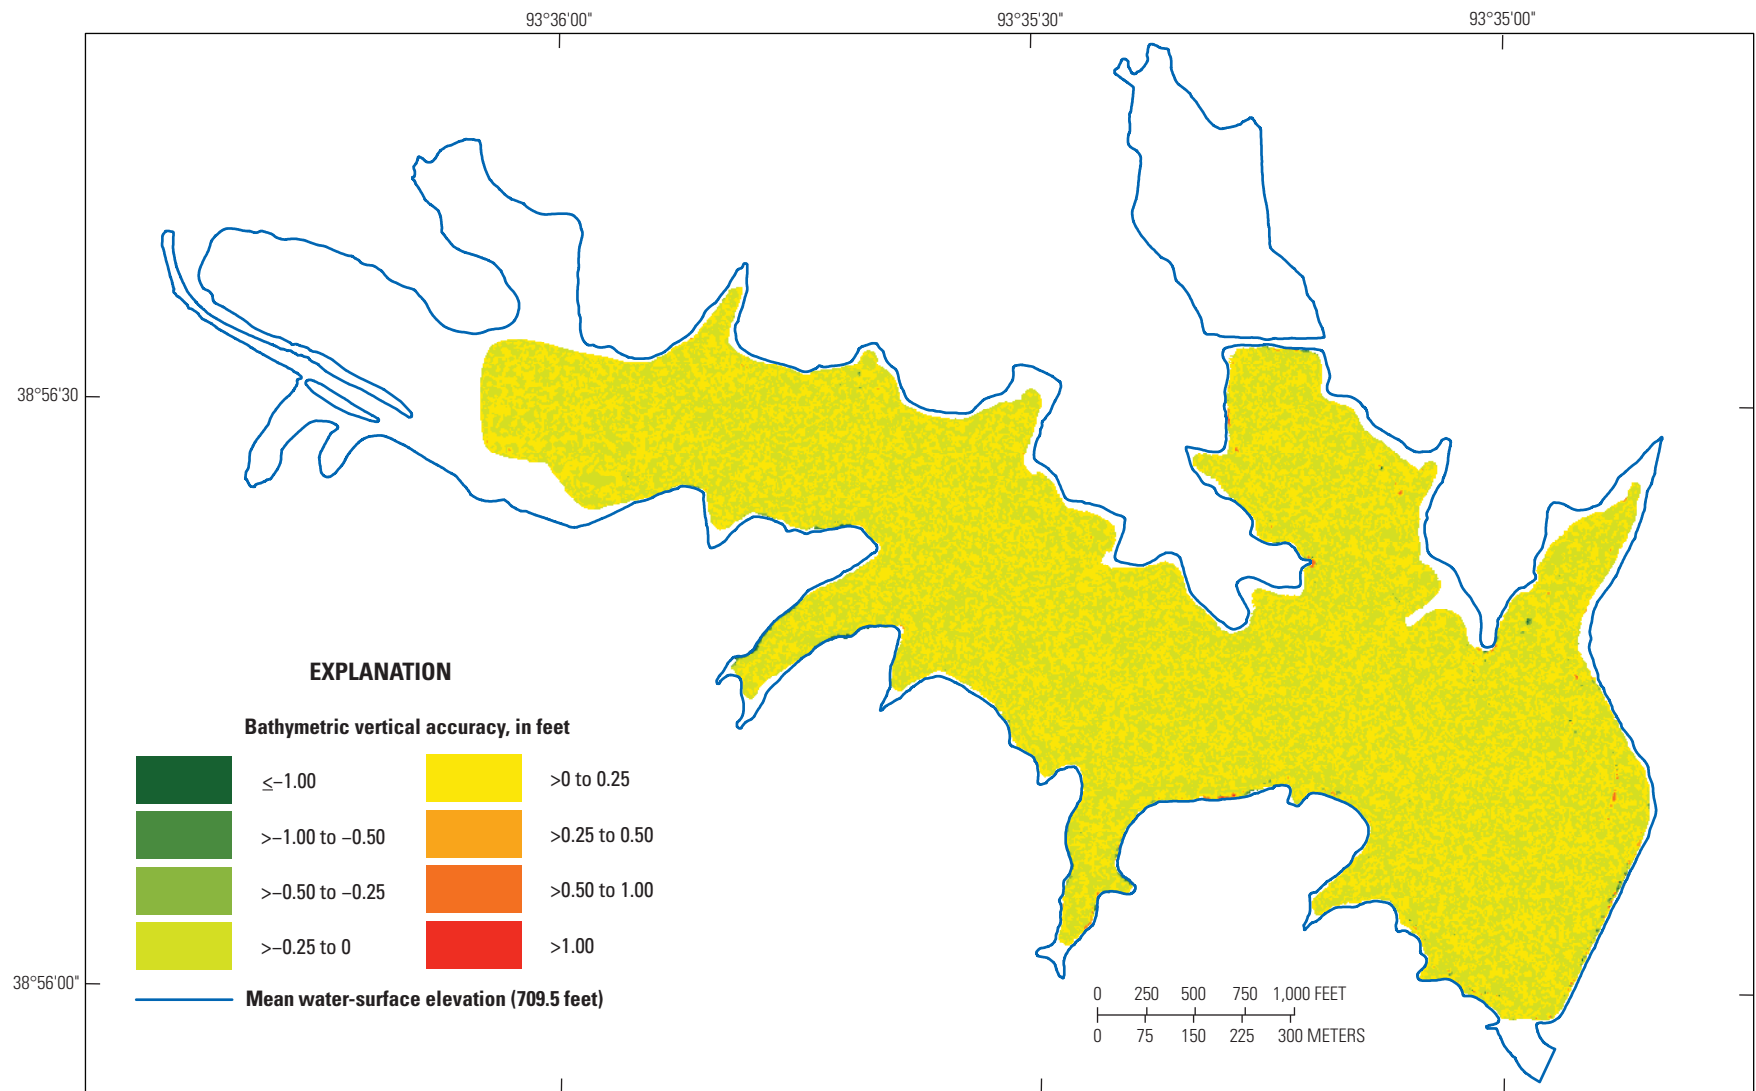 93°36'00" 93°35'30" 93°35'00"
38°56'30
EXPLANATION
Bathymetric vertical accuracy, in feet
≤−1.00 >0 to 0.25
>−1.00 to −0.50 >0.25 to 0.50
>−0.50 to −0.25 >0.50 to 1.00
>−0.25 to 0 >1.00
38°56'00"
Mean water-surface elevation (709.5 feet)
0 250 500 750 1,000 FEET
0 75 150 225 300 METERS